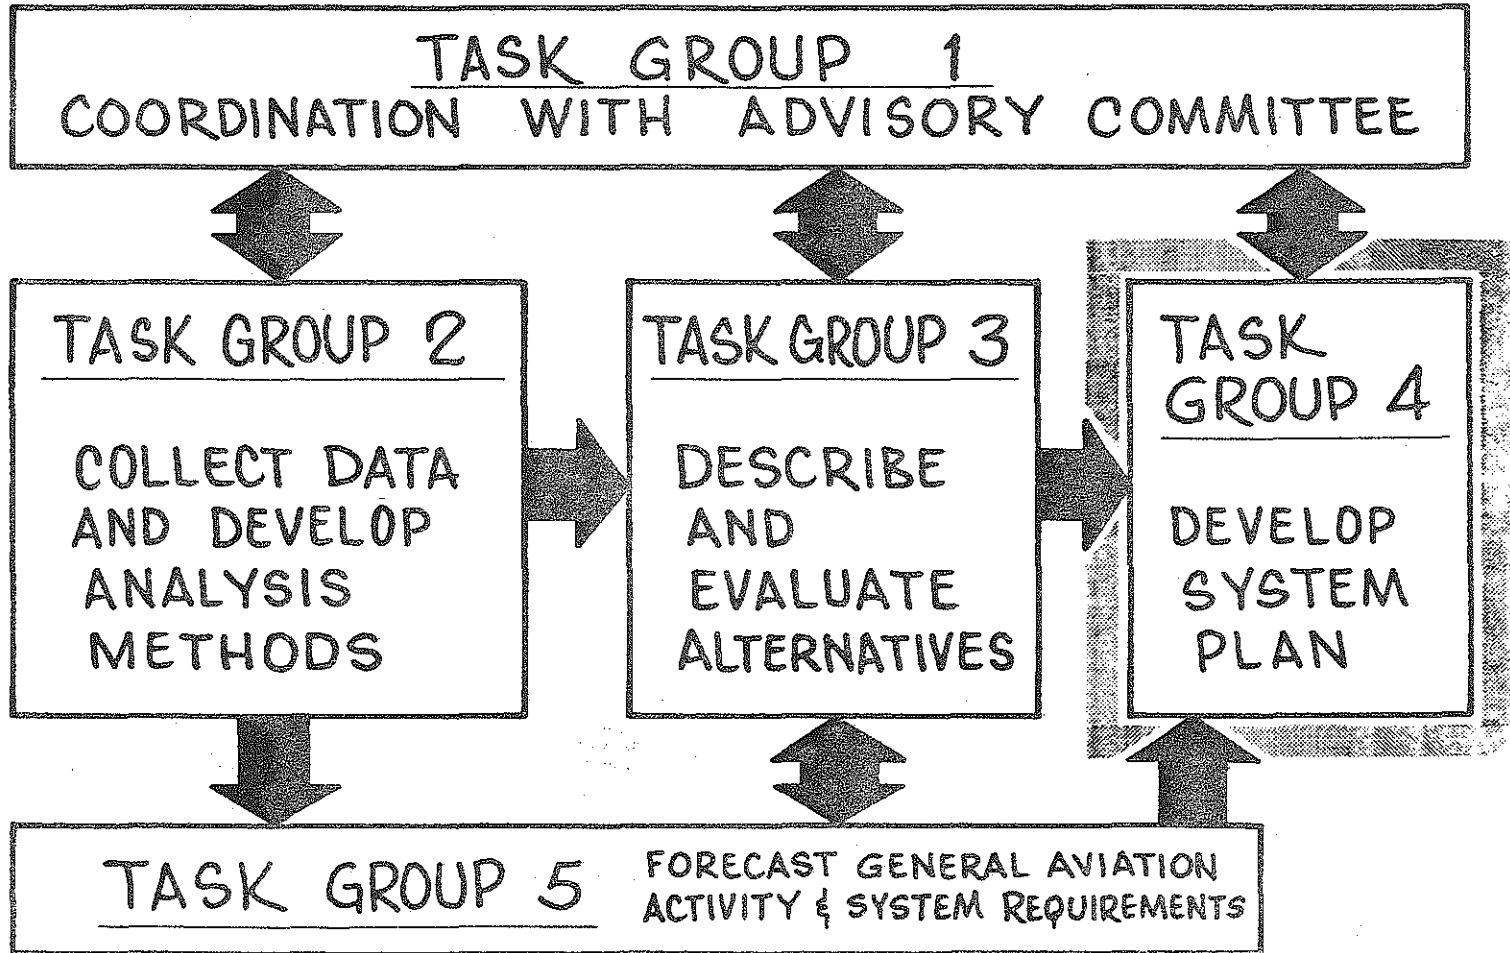 TASK GROUP 1
COORDINATION WITH ADVISORY COMMITTEE
TASK GROUP 2
COLLECT DATA
AND DEVELOP
ANALYSIS
METHODS
TASK GROUP 3
DESCRIBE
AND
EVALUATE
ALTERNATIVES
TASK
GROUP 4
DEVELOP
SYSTEM
PLAN
TASK GROUP 5
FORECAST GENERAL AVIATION
ACTIVITY & SYSTEM REQUIREMENTS